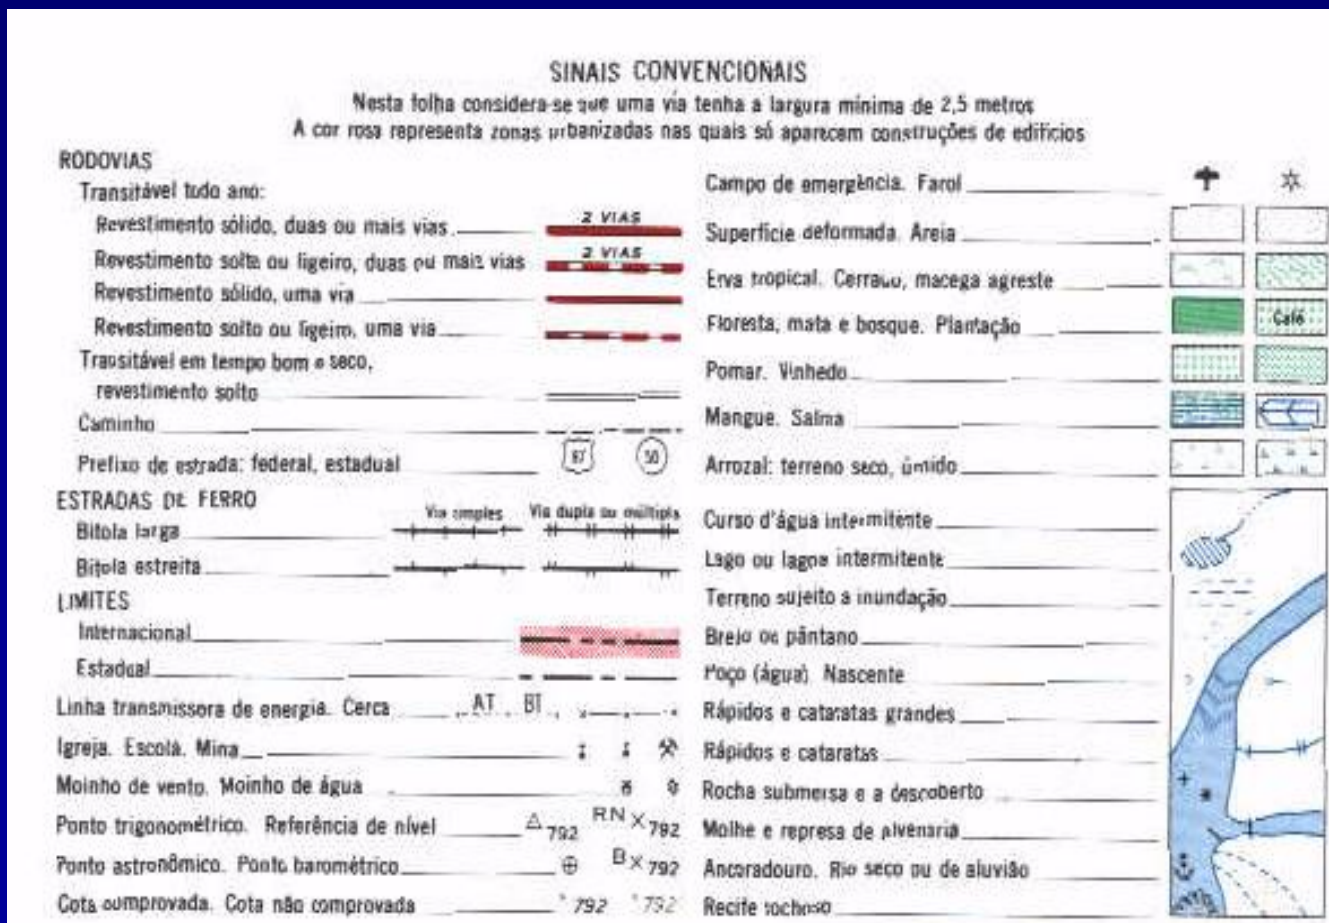 SINAIS CONVENCIONAIS
Nesta folha considera-se que uma via tenha a largura mínima de 2,5 metros
A cor rosa representa zonas urbanizadas nas quais só aparecem construções de edifícios
RODOVIAS
Transitável todo ano:
Revestimento sólido, duas ou mais vias
2 VIAS
Revestimento solto ou ligeiro, duas ou mais vias
2 VIAS
Revestimento sólido, uma via
Revestimento solto ou ligeiro, uma via
Transitável em tempo bom e seco,
revestimento solto
Caminho
Prefixo de estrada: federal, estadual
50
ESTRADAS DE FERRO
Via simples Via dupla ou múltipla
Bitola larga
Bitola estreita
LIMITES
Internacional
Estadual
Linha transmissora de energia. Cerca AT BT
Igreja. Escola. Mina
Moinho de vento. Moinho de água
Ponto trigonométrico. Referência de nível 792 RN 792
Ponto astronômico. Ponto barométrico B 792
Cota comprovada. Cota não comprovada 792 792
Campo de emergência. Farol
Superfície deformada. Areia
Erva tropical. Cerrado, macega agreste
Floresta, mata e bosque. Plantação
Café
Pomar. Vinhedo
Mangue. Salina
Arrozal: terreno seco, úmido
Curso d'água intermitente
Lago ou lagoa intermitente
Terreno sujeito a inundação
Brejo ou pântano
Poço (água) Nascente
Rápidos e cataratas grandes
Rápidos e cataratas
Rocha submersa e a descoberto
Molhe e represa de alvenaria
Ancoradouro. Rio seco ou de aluvião
Recife rochoso